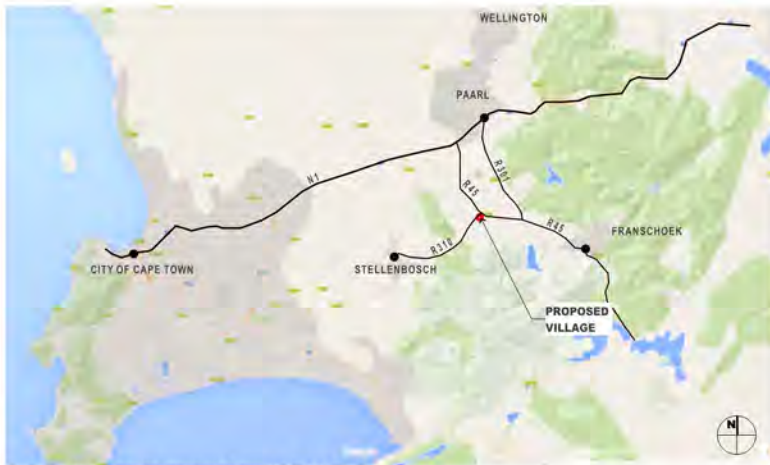 WELLINGTON
PAARL
N1
R45
R301
R45
FRANSCHOEK
R310
CITY OF CAPE TOWN
STELLENBOSCH
PROPOSED
VILLAGE
N